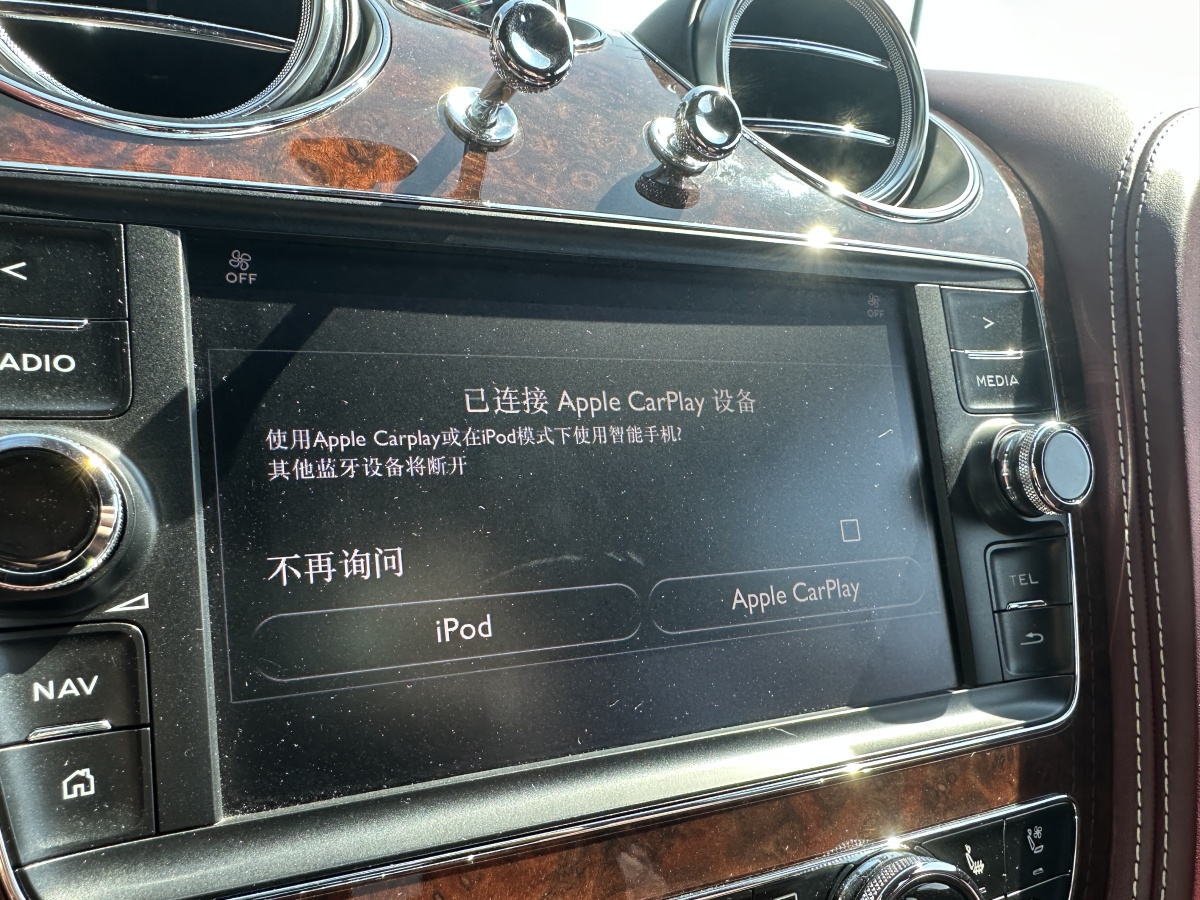 OFF
OFF
<
ADIO
>
MEDIA
已连接 Apple CarPlay 设备
使用Apple Carplay或在iPod模式下使用智能手机?
其他蓝牙设备将断开
不再询问
iPod
Apple CarPlay
TEL
NAV